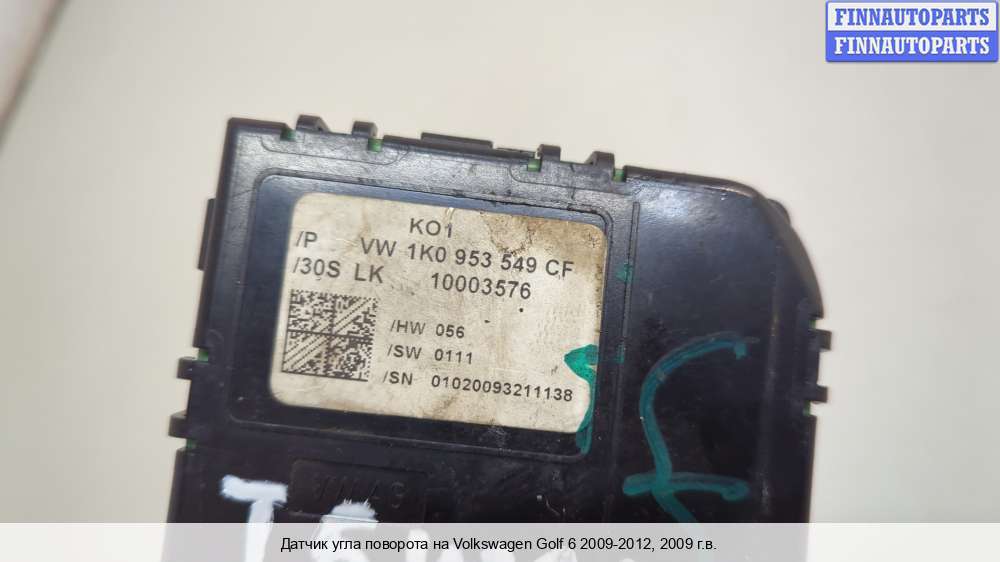 FINNAUTOPARTS
FINNAUTOPARTS
KO1
/P VW 1K0 953 549 CF
/30S LK 10003576
/HW 056
/SW 0111
/SN 01020093211138
Датчик угла поворота на Volkswagen Golf 6 2009-2012, 2009 г.в.